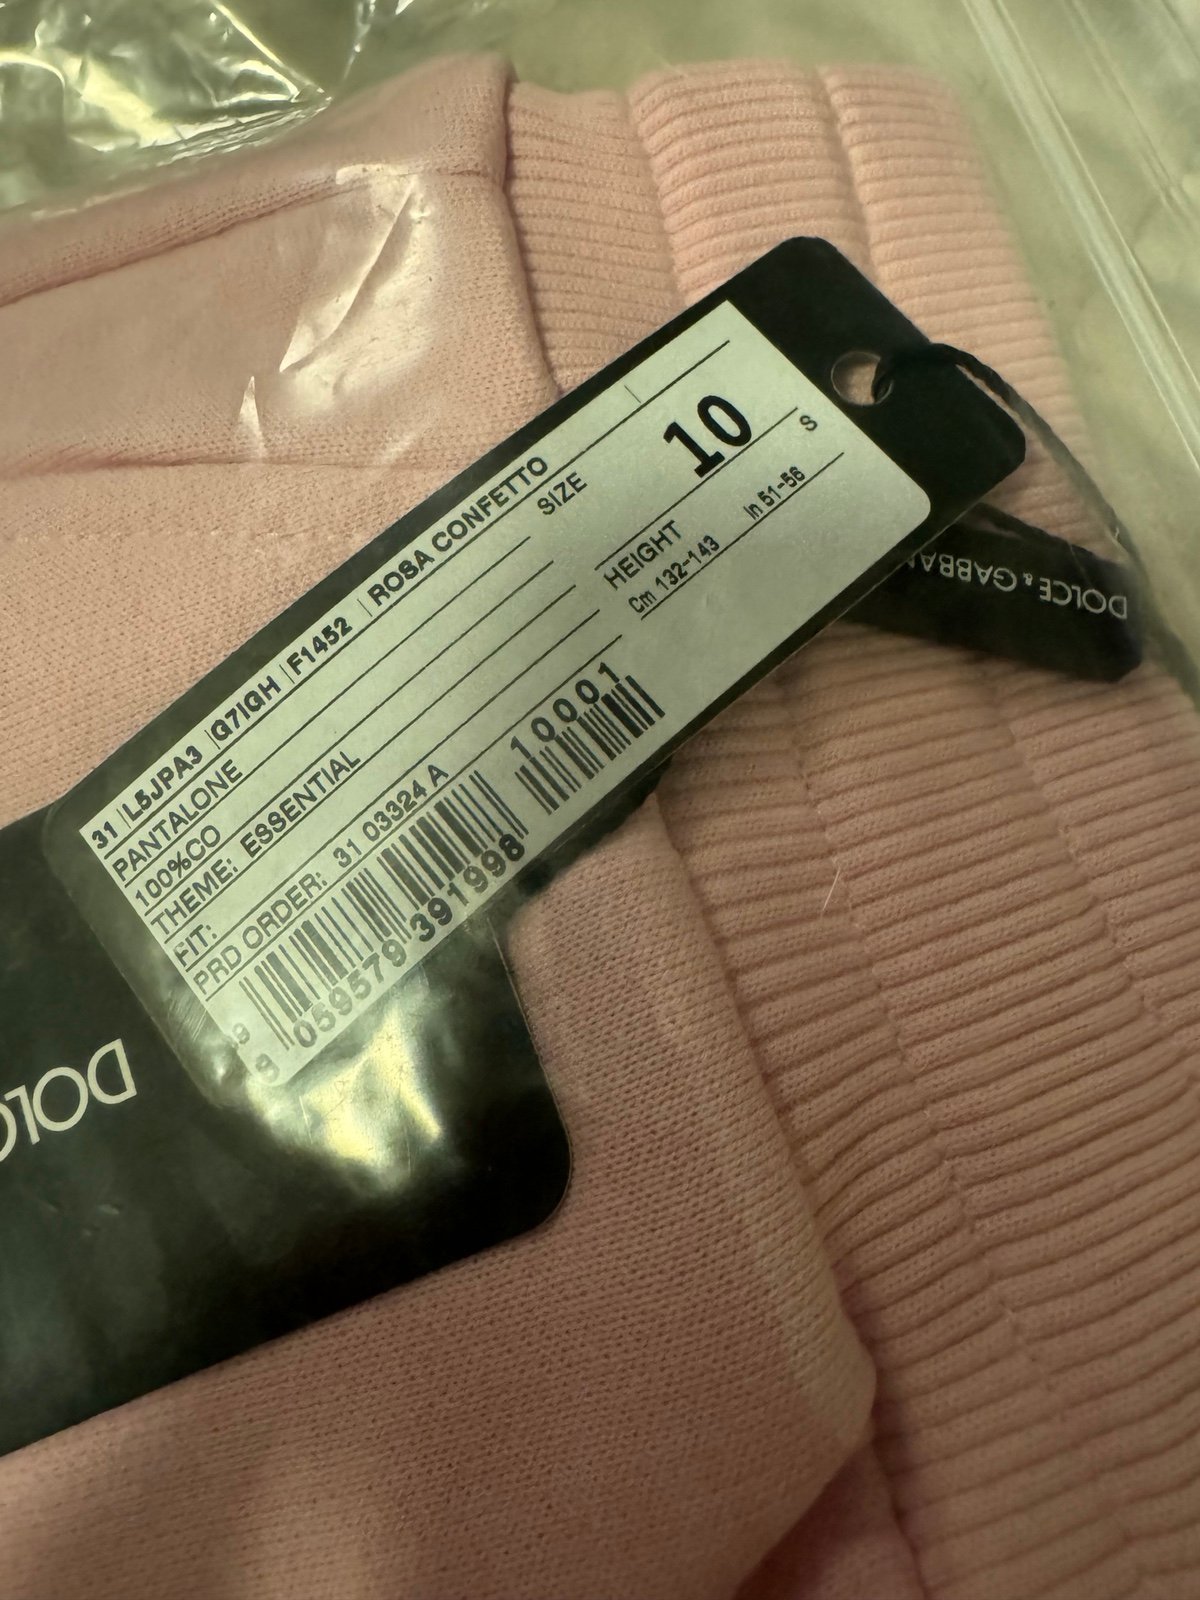 31 | L5JPA3 | G7IGH | F1452 | ROSA CONFETTO
PANTALONE
SIZE 10
100%CO
THEME: ESSENTIAL
HEIGHT S
Cm 132-143 In 51-56
FIT:
PRD ORDER: 31 03324 A
10001
059579 391998
DOLCE & GABBA
DOLC